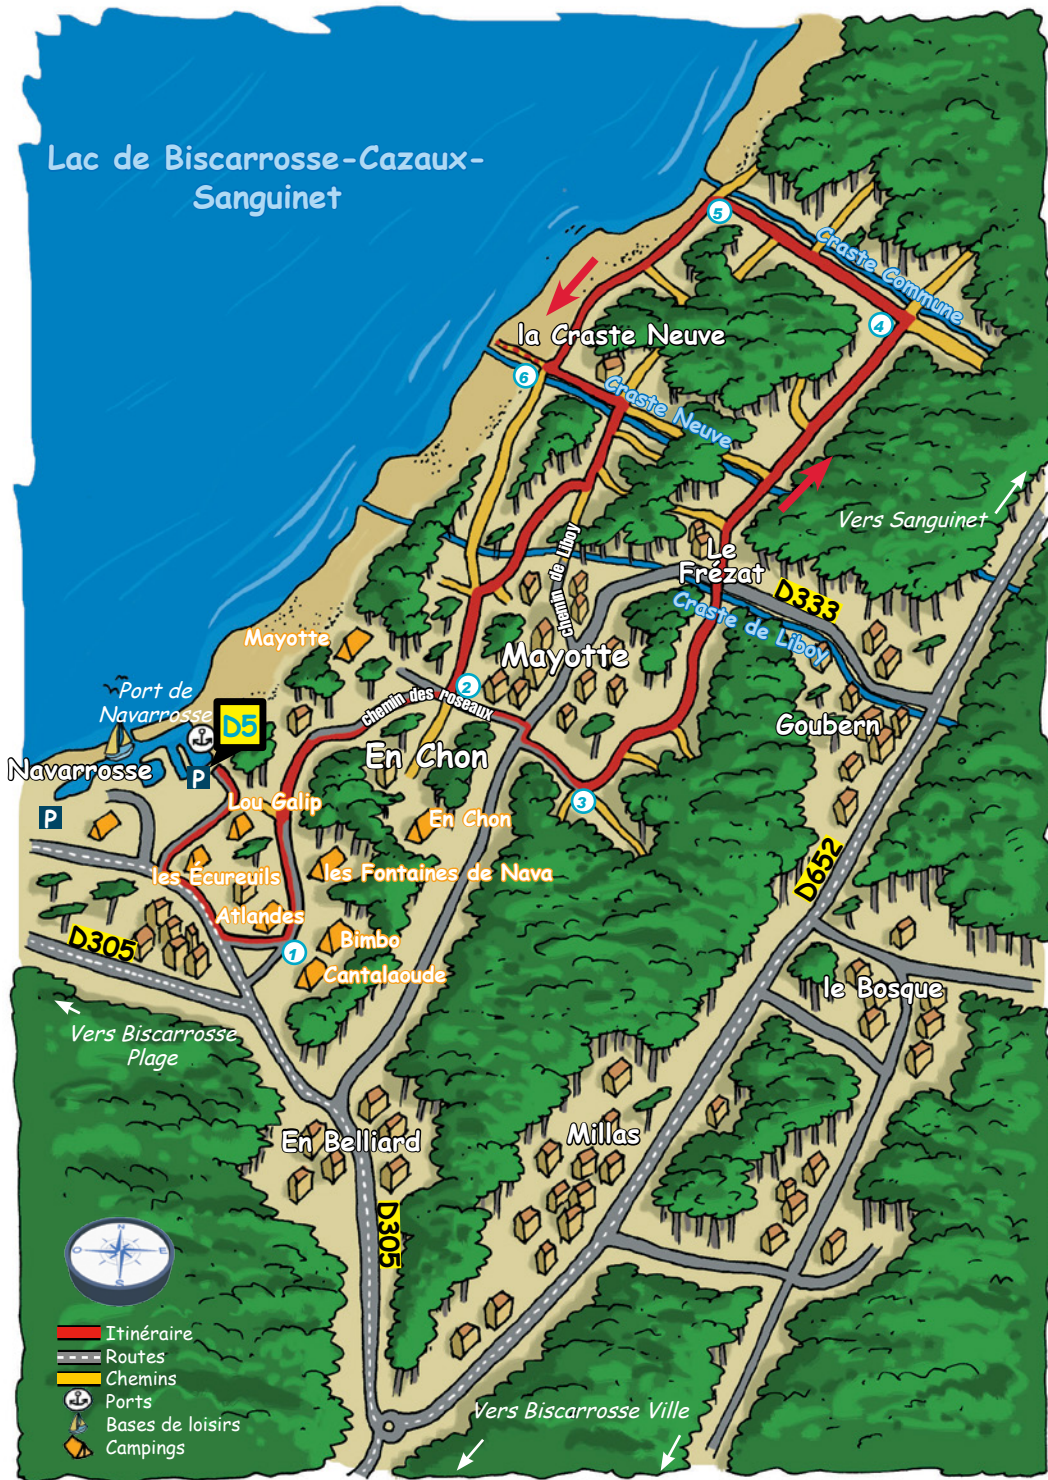 Lac de Biscarrosse-Cazaux-
Sanguinet
5
Craste Commune
4
la Craste Neuve
6
Craste Neuve
Vers Sanguinet
chemin de Liboy
Le
Frézat
D333
Craste de Liboy
Mayotte
Mayotte
2
chemin des roseaux
Port de
Navarrosse
D5
Goubern
En Chon
Navarrosse
P
P
3
Lou Galip
En Chon
les Écureuils
les Fontaines de Nava
D652
Atlandes
Bimbo
1
D305
Cantalaoude
le Bosque
Vers Biscarrosse
Plage
En Belliard
Millas
D305
N
O
E
S
Itinéraire
Routes
Chemins
Ports
Bases de loisirs
Campings
Vers Biscarrosse Ville